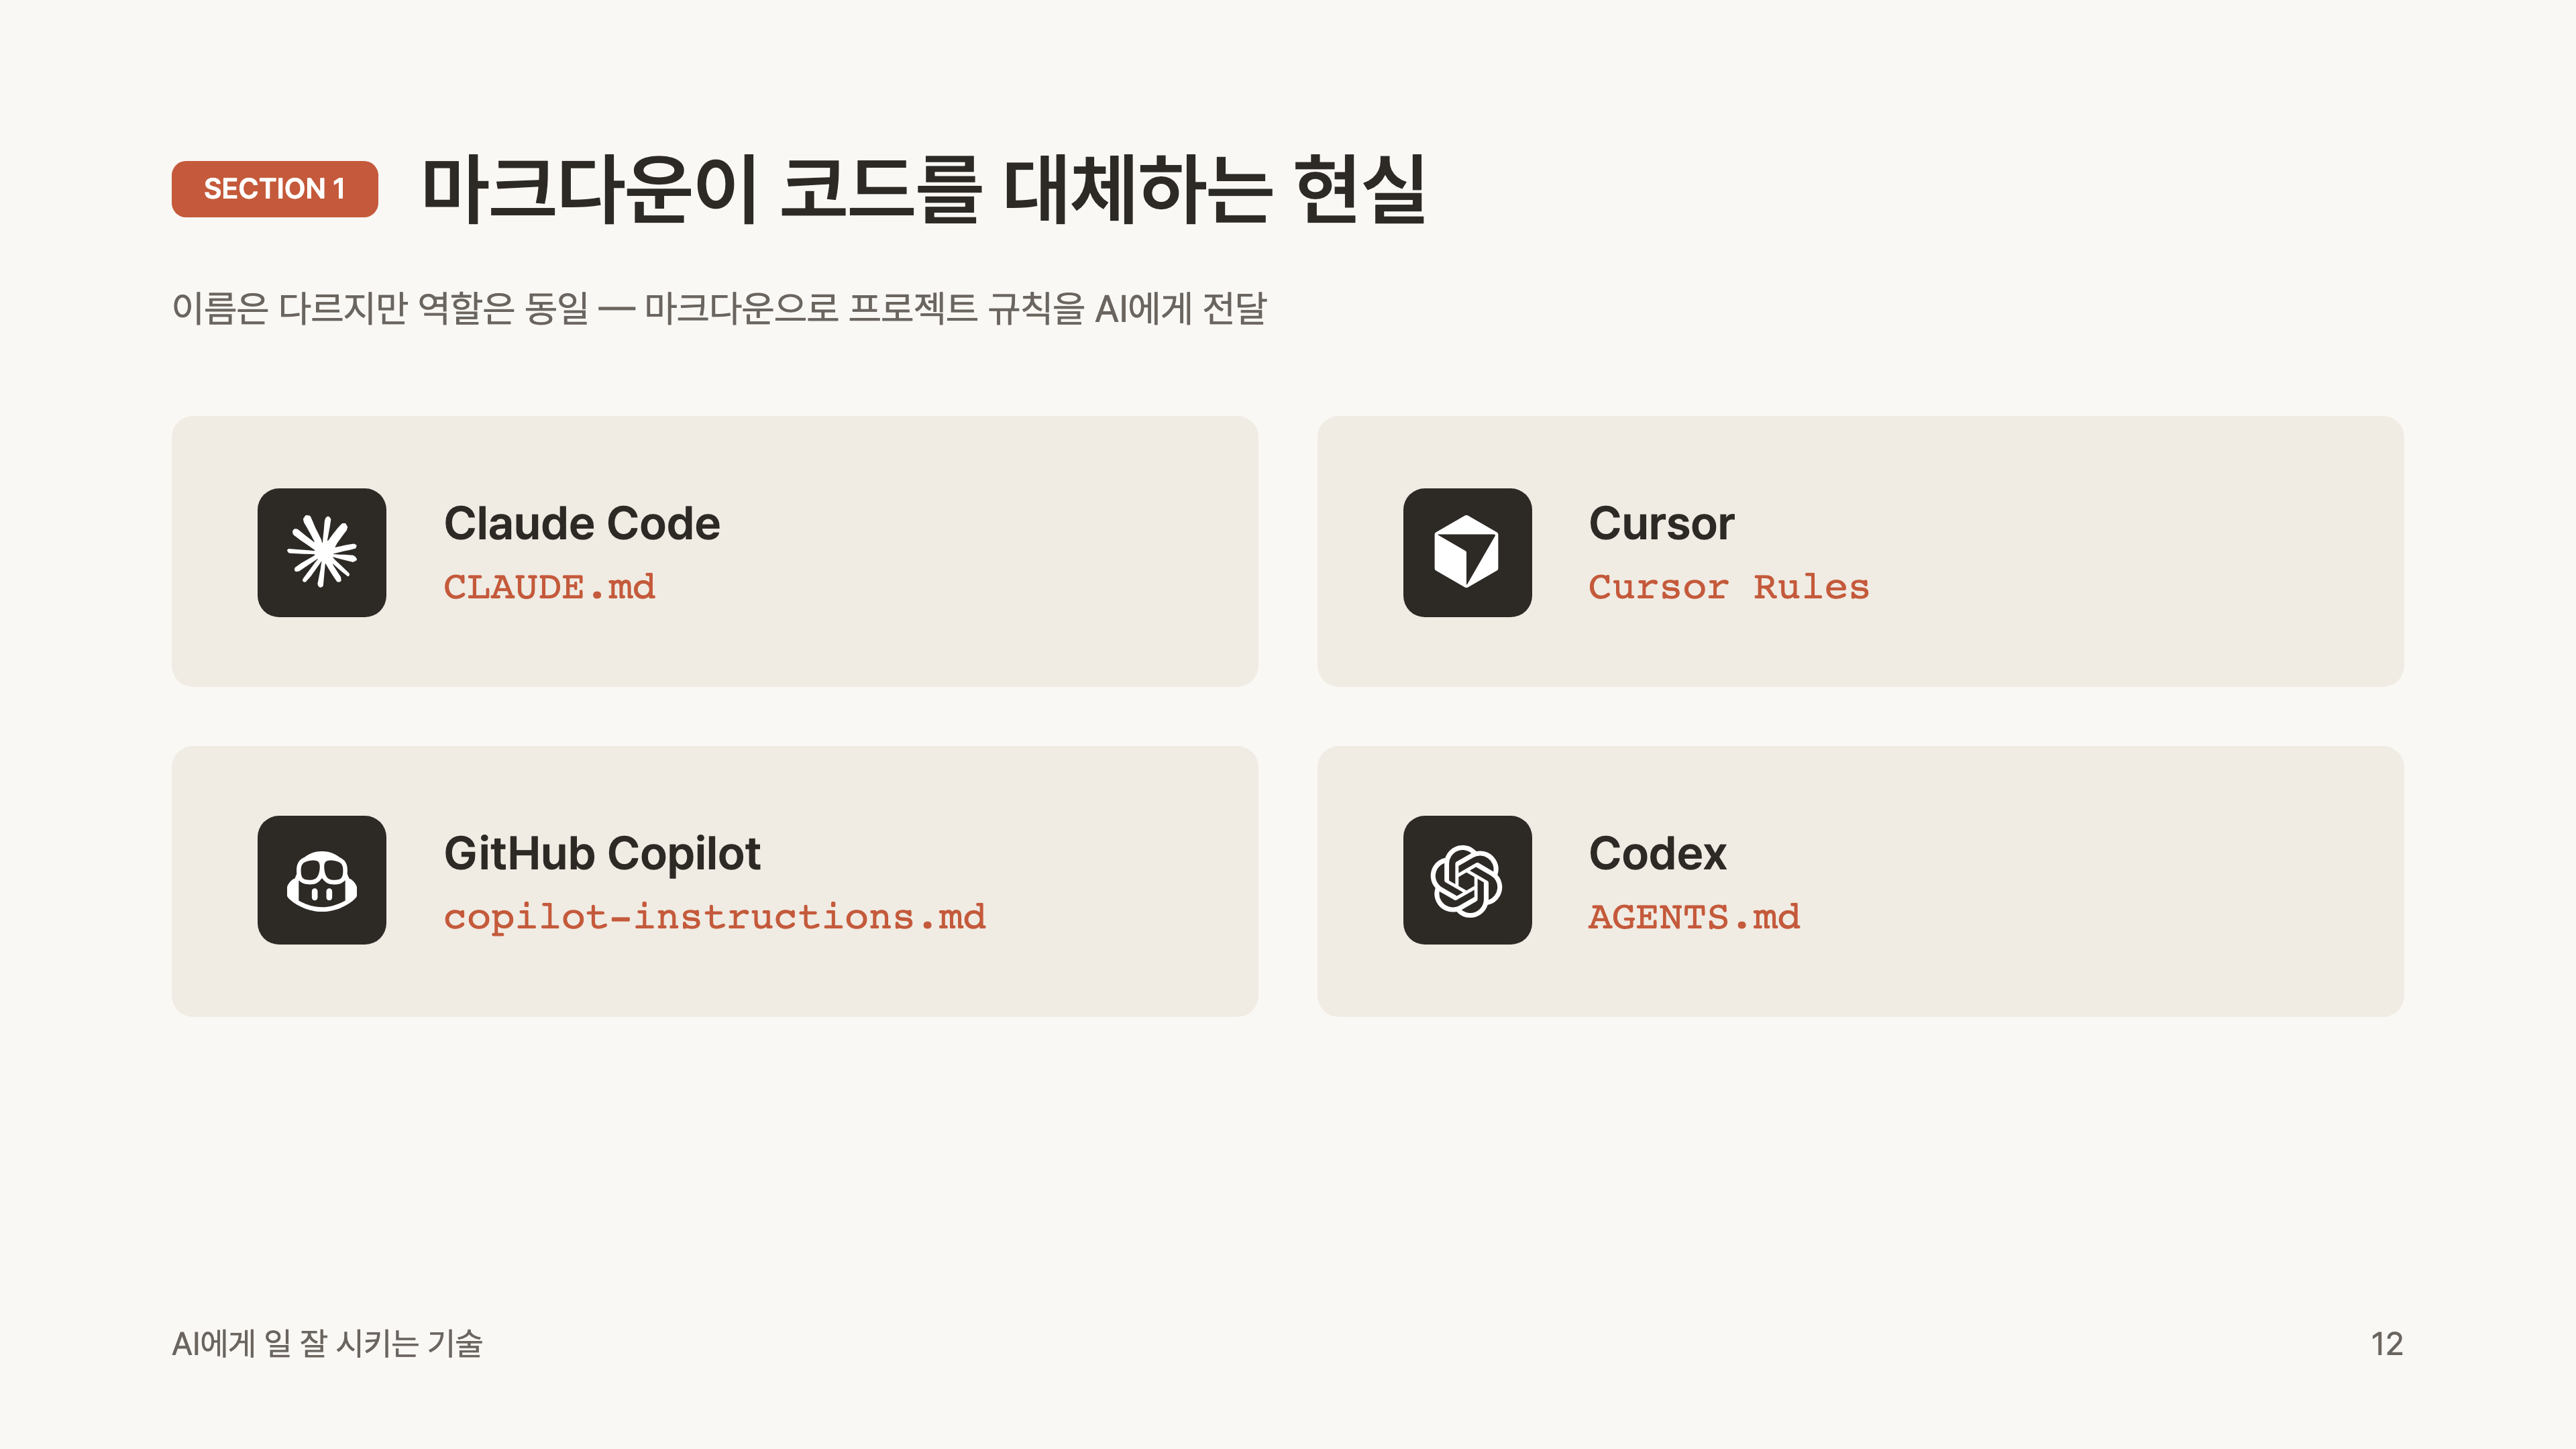 SECTION 1
마크다운이 코드를 대체하는 현실
이름은 다르지만 역할은 동일 — 마크다운으로 프로젝트 규칙을 AI에게 전달
Claude Code
CLAUDE.md
Cursor
Cursor Rules
GitHub Copilot
copilot-instructions.md
Codex
AGENTS.md
AI에게 일 잘 시키는 기술
12